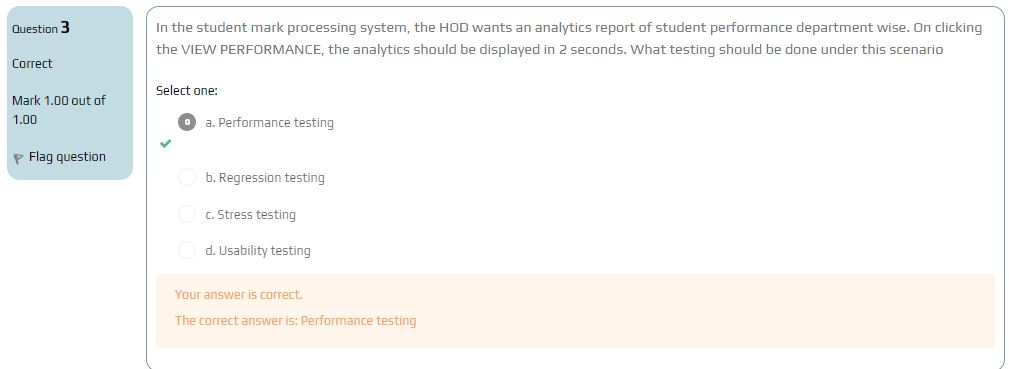 Question 3
Correct
Mark 1.00 out of
1.00
Flag question
In the student mark processing system, the HOD wants an analytics report of student performance department wise. On clicking
the VIEW PERFORMANCE, the analytics should be displayed in 2 seconds. What testing should be done under this scenario
Select one:
a. Performance testing
b. Regression testing
c. Stress testing
d. Usability testing
Your answer is correct.
The correct answer is: Performance testing